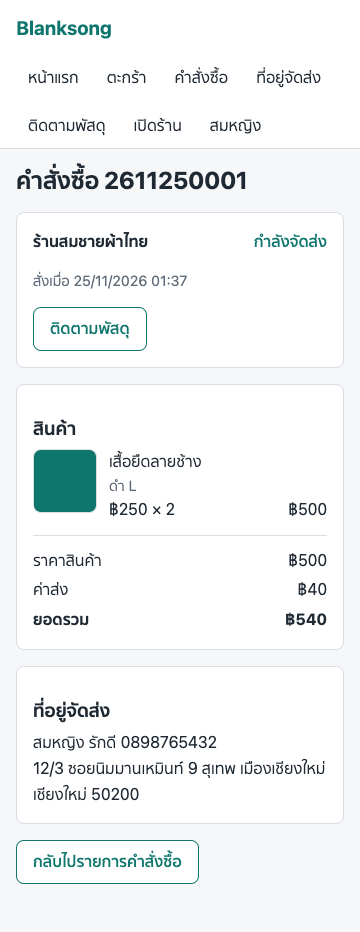 Blanksong
หน้าแรก ตะกร้า คำสั่งซื้อ ที่อยู่จัดส่ง
ติดตามพัสดุ เปิดร้าน สมหญิง
คำสั่งซื้อ 2611250001
ร้านสมชายผ้าไทย กำลังจัดส่ง
สั่งเมื่อ 25/11/2026 01:37
ติดตามพัสดุ
สินค้า
เสื้อยืดลายช้าง
ดำ L
฿250 × 2 ฿500
ราคาสินค้า ฿500
ค่าส่ง ฿40
ยอดรวม ฿540
ที่อยู่จัดส่ง
สมหญิง รักดี 0898765432
12/3 ซอยนิมมานเหมินท์ 9 สุเทพ เมืองเชียงใหม่
เชียงใหม่ 50200
กลับไปรายการคำสั่งซื้อ